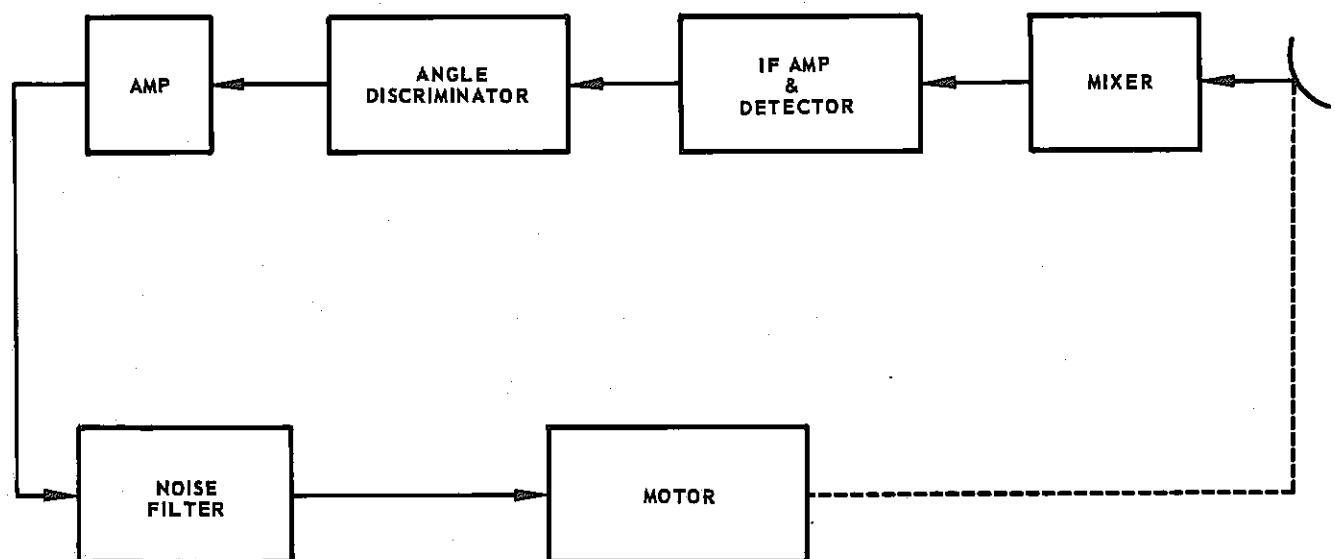 AMP
ANGLE
DISCRIMINATOR
IF AMP
&
DETECTOR
MIXER
NOISE
FILTER
MOTOR